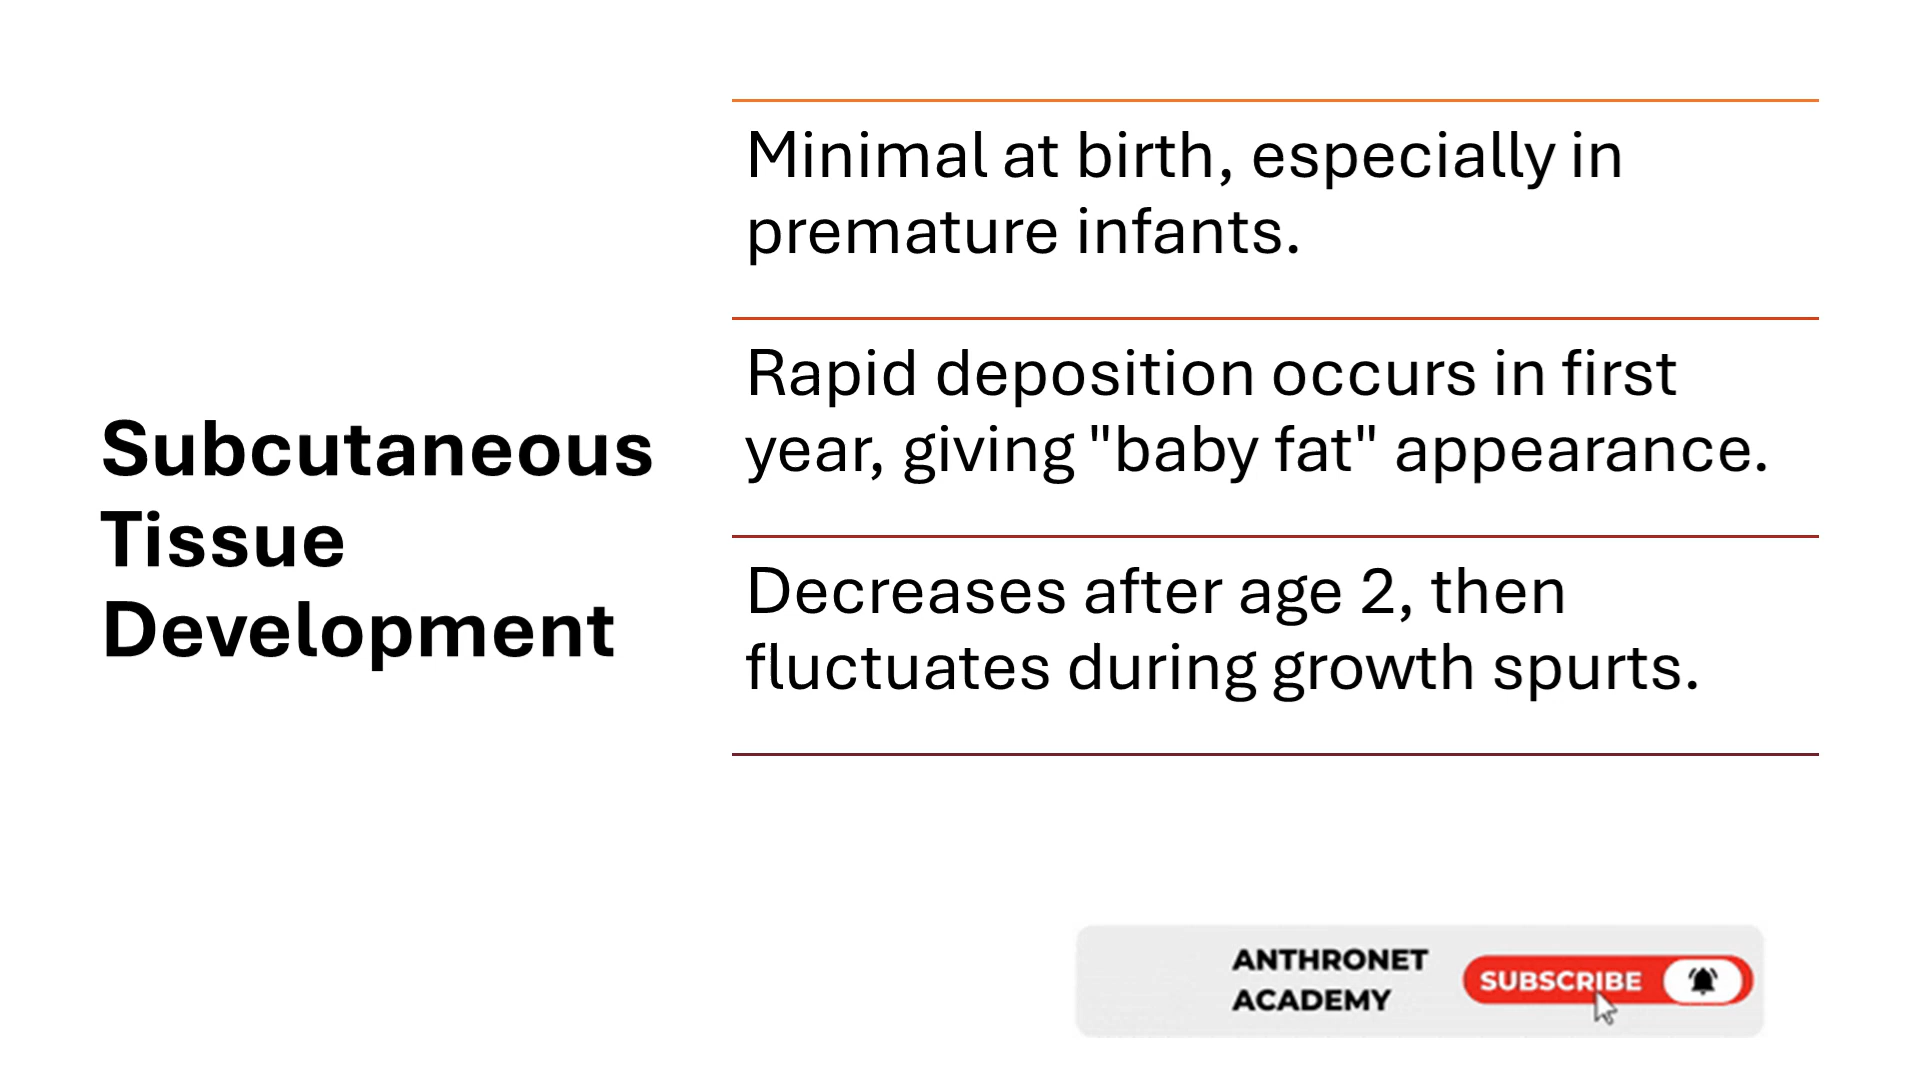 Subcutaneous
Tissue
Development
Minimal at birth, especially in
premature infants.
Rapid deposition occurs in first
year, giving "baby fat" appearance.
Decreases after age 2, then
fluctuates during growth spurts.
ANTHRONET
ACADEMY
SUBSCRIBE